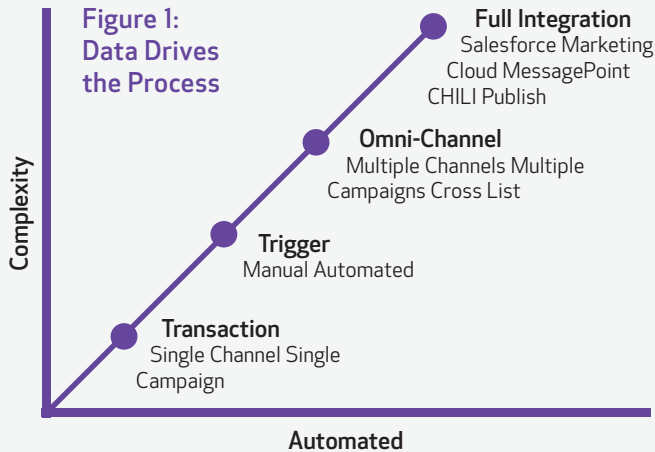 Figure 1:
Data Drives
the Process
Full Integration
Salesforce Marketing
Cloud MessagePoint
CHILI Publish
Omni-Channel
Multiple Channels Multiple
Campaigns Cross List
Trigger
Manual Automated
Transaction
Single Channel Single
Campaign
Complexity
Automated